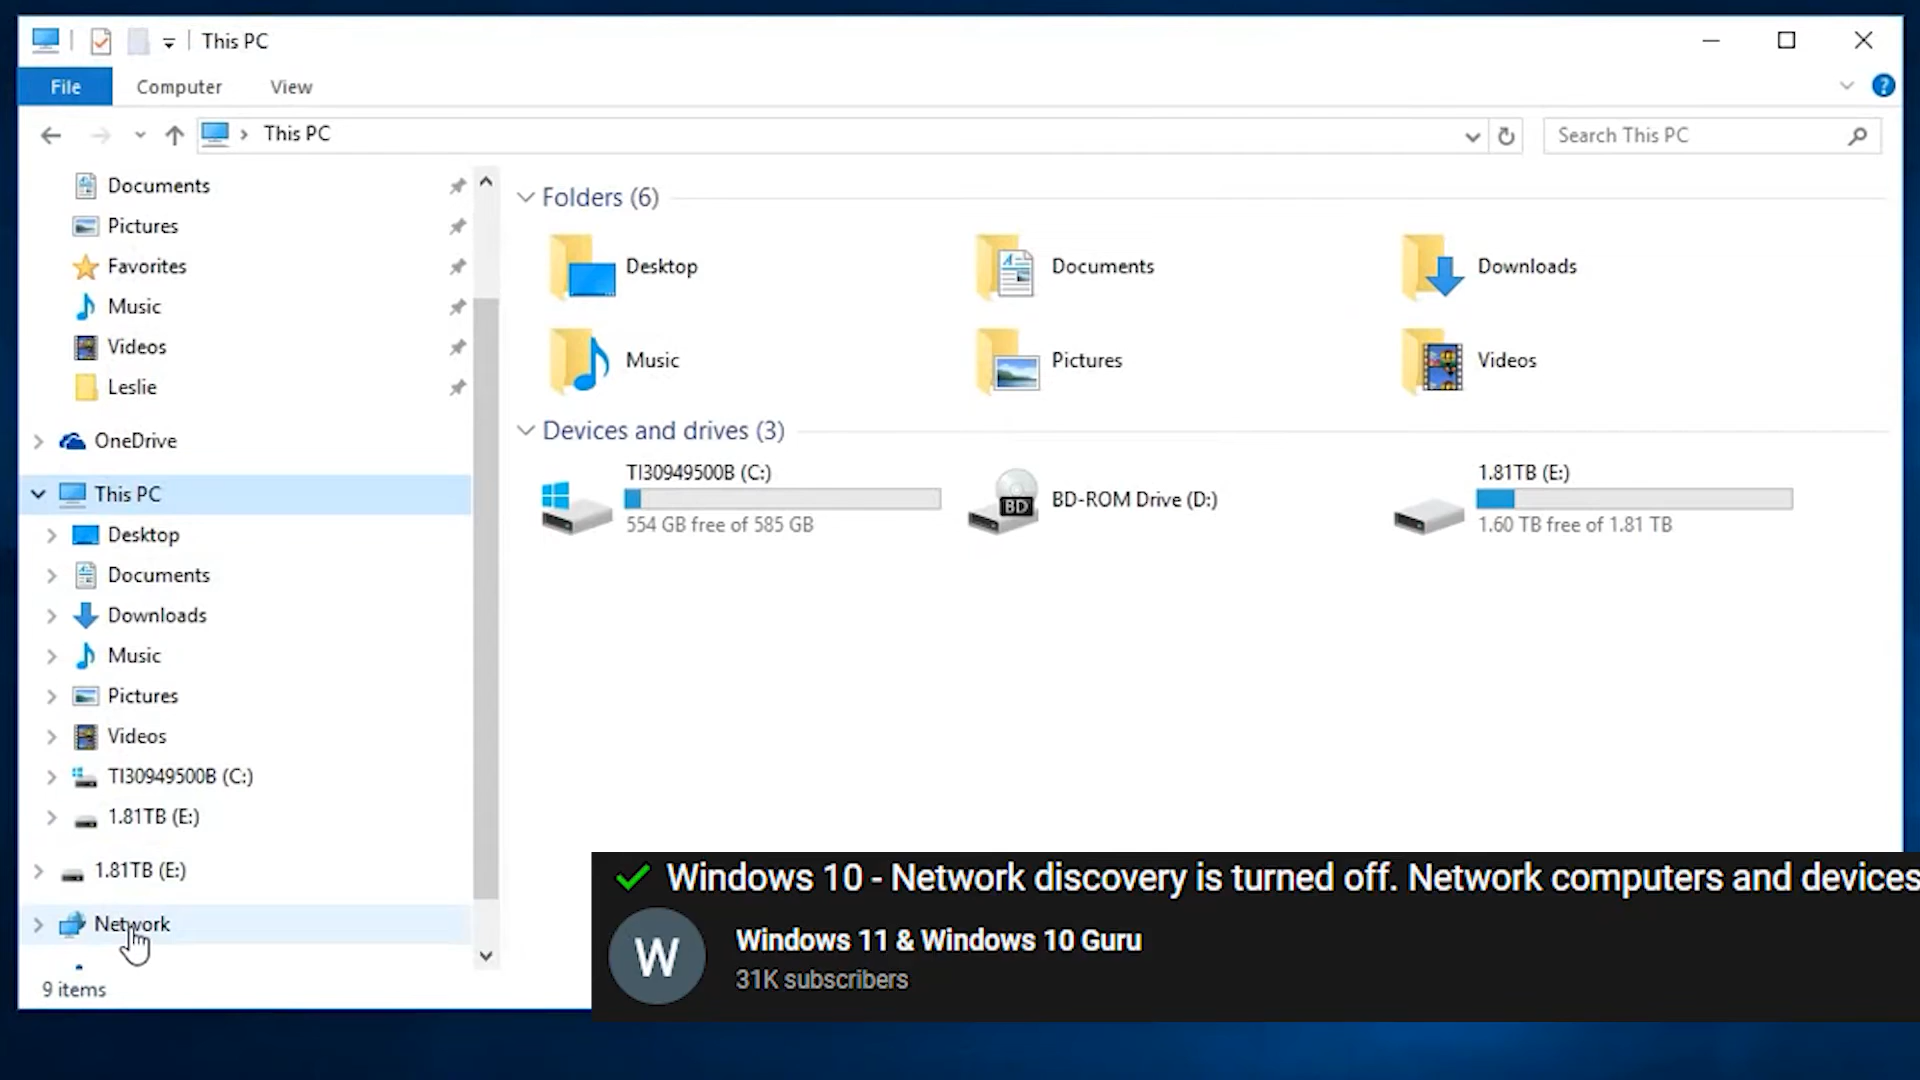 This PC
File
Computer
View
?
This PC
Search This PC
Documents
Pictures
Favorites
Music
Videos
Leslie
OneDrive
This PC
Desktop
Documents
Downloads
Music
Pictures
Videos
TI30949500B (C:)
1.81TB (E:)
1.81TB (E:)
Network
9 items
Folders (6)
Desktop
Documents
Downloads
Music
Pictures
Videos
Devices and drives (3)
TI30949500B (C:)
554 GB free of 585 GB
BD
BD-ROM Drive (D:)
1.81TB (E:)
1.60 TB free of 1.81 TB
Windows 10 - Network discovery is turned off. Network computers and devices
W
Windows 11 & Windows 10 Guru
31K subscribers